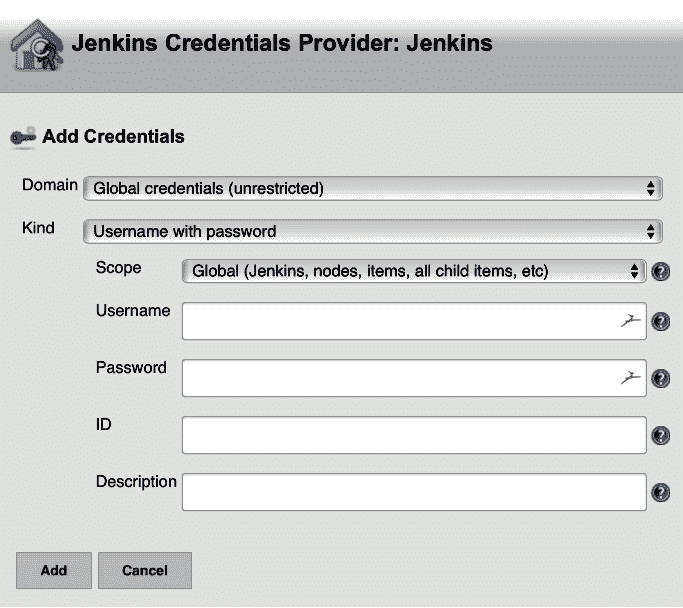 Jenkins Credentials Provider: Jenkins
Add Credentials
Domain Global credentials (unrestricted)
Kind Username with password
Scope Global (Jenkins, nodes, items, all child items, etc)
Username
Password
ID
Description
Add Cancel